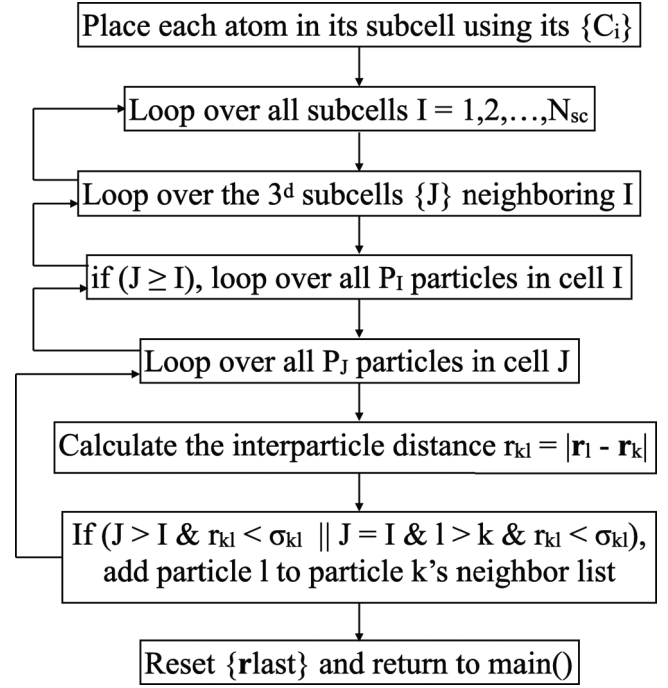 Place each atom in its subcell using its {Cᵢ}
Loop over all subcells I = 1,2,…,Nsc
Loop over the 3ᵈ subcells {J} neighboring I
if (J ≥ I), loop over all PI particles in cell I
Loop over all PJ particles in cell J
Calculate the interparticle distance rkl = |rl - rk|
If (J > I & rkl < σkl || J = I & l > k & rkl < σkl),
add particle l to particle k's neighbor list
Reset {rlast} and return to main()